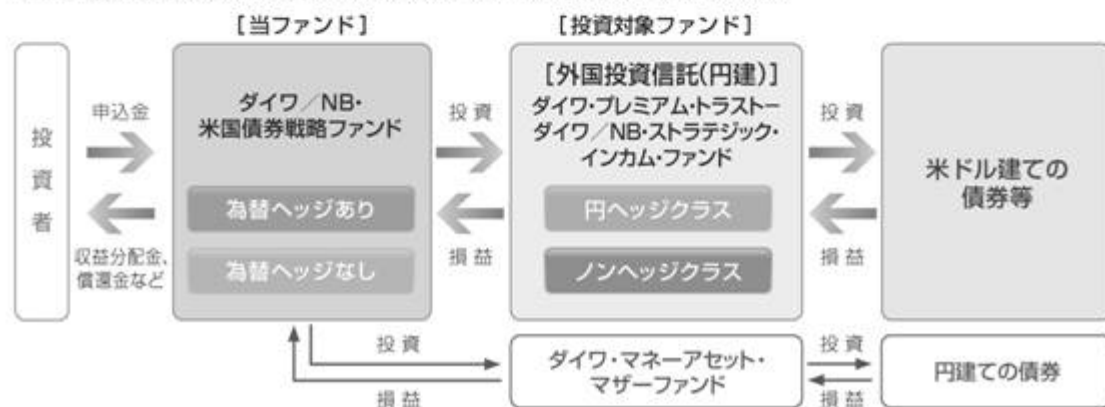 [当ファンド]
[投資対象ファンド]
投資者
申込金
収益分配金、
償還金など
ダイワ／NB・
米国債券戦略ファンド
為替ヘッジあり
為替ヘッジなし
投資
損益
[外国投資信託(円建)]
ダイワ・プレミアム・トラストー
ダイワ／NB・ストラテジック・
インカム・ファンド
円ヘッジクラス
ノンヘッジクラス
投資
損益
米ドル建ての
債券等
投資
損益
ダイワ・マネーアセット・
マザーファンド
投資
損益
円建ての債券